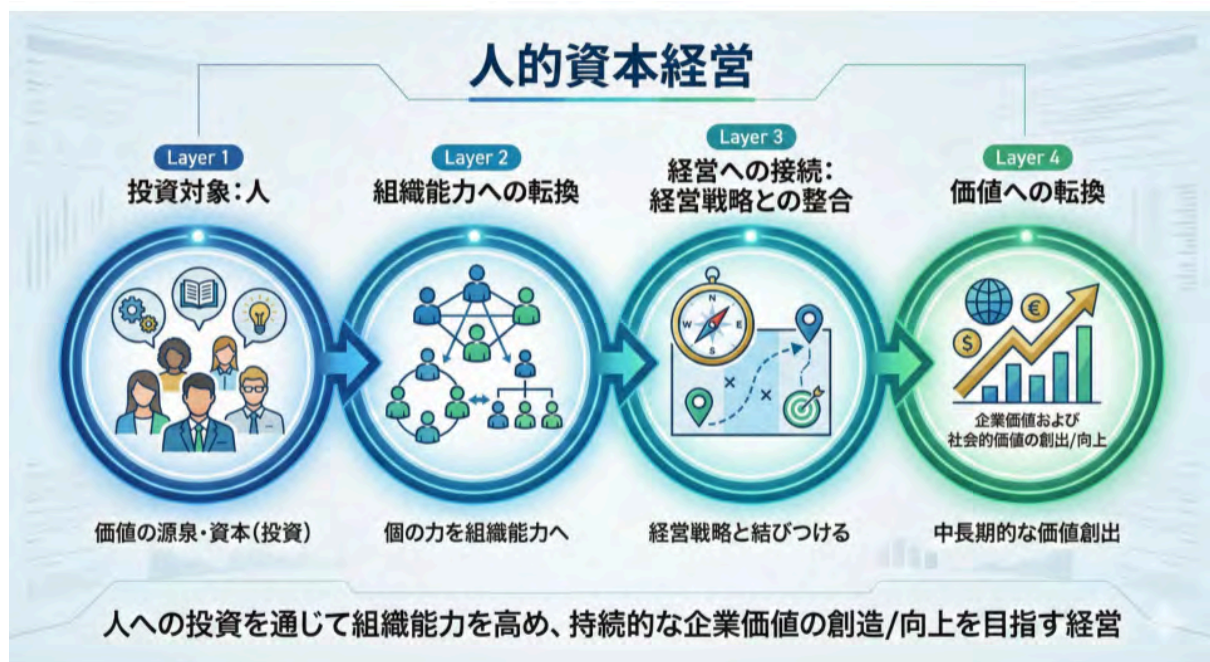 人的資本経営
Layer 1
投資対象：人
Layer 2
組織能力への転換
Layer 3
経営への接続：
経営戦略との整合
Layer 4
価値への転換
N
W
E
S
€
$
企業価値および
社会的価値の創出/向上
価値の源泉・資本（投資）
個の力を組織能力へ
経営戦略と結びつける
中長期的な価値創出
人への投資を通じて組織能力を高め、持続的な企業価値の創造/向上を目指す経営